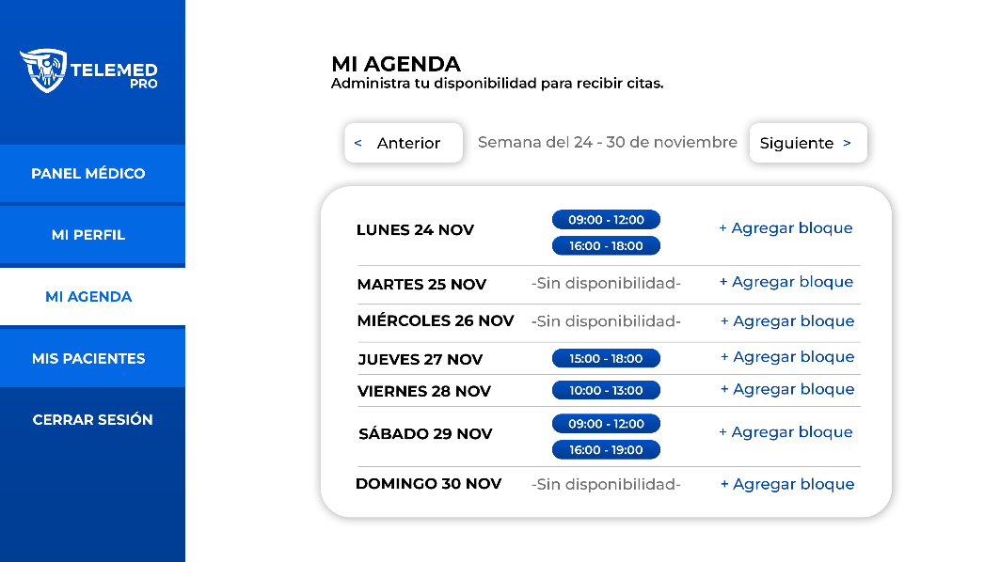 TELEMED
PRO
PANEL MÉDICO
MI PERFIL
MI AGENDA
MIS PACIENTES
CERRAR SESIÓN
MI AGENDA
Administra tu disponibilidad para recibir citas.
< Anterior
Semana del 24 - 30 de noviembre
Siguiente >
LUNES 24 NOV
09:00 - 12:00
16:00 - 18:00
+ Agregar bloque
MARTES 25 NOV
-Sin disponibilidad-
+ Agregar bloque
MIÉRCOLES 26 NOV
-Sin disponibilidad-
+ Agregar bloque
JUEVES 27 NOV
15:00 - 18:00
+ Agregar bloque
VIERNES 28 NOV
10:00 - 13:00
+ Agregar bloque
SÁBADO 29 NOV
09:00 - 12:00
16:00 - 19:00
+ Agregar bloque
DOMINGO 30 NOV
-Sin disponibilidad-
+ Agregar bloque